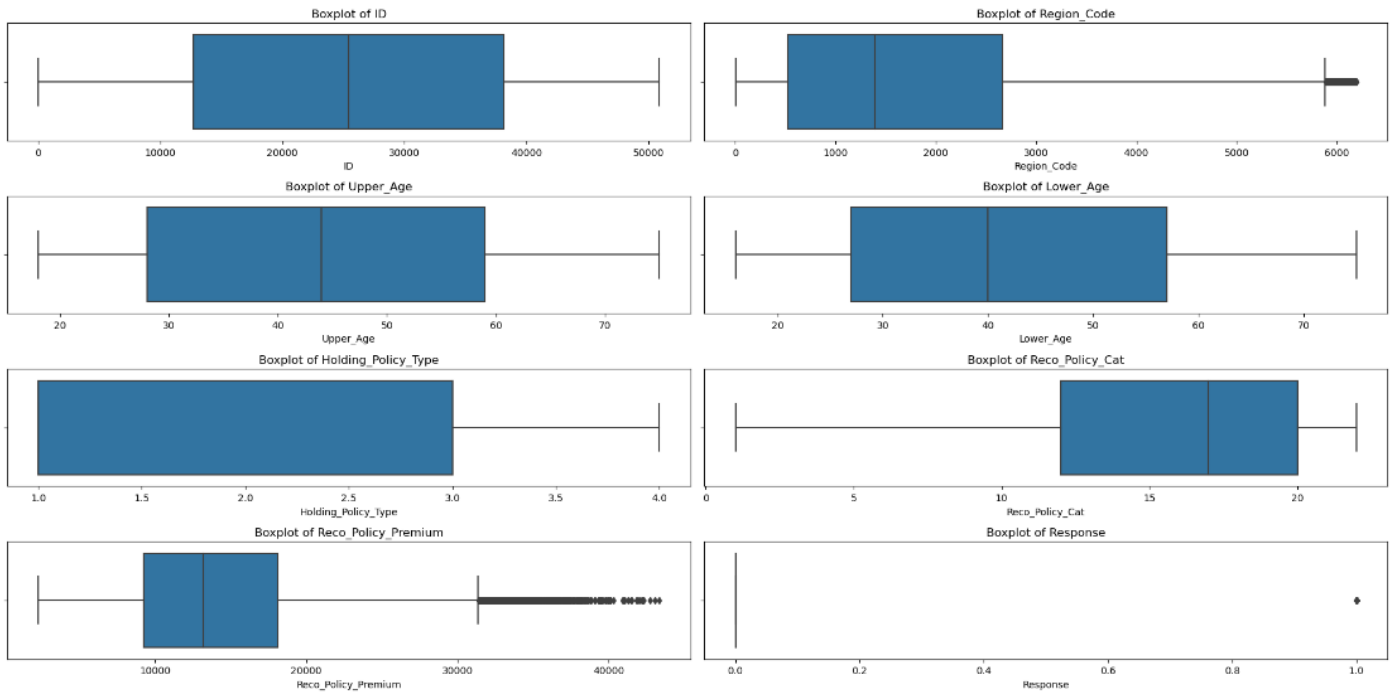 Boxplot of ID
0 10000 20000 30000 40000 50000
ID
Boxplot of Region_Code
0 1000 2000 3000 4000 5000 6000
Region_Code
Boxplot of Upper_Age
20 30 40 50 60 70
Upper_Age
Boxplot of Lower_Age
20 30 40 50 60 70
Lower_Age
Boxplot of Holding_Policy_Type
1.0 1.5 2.0 2.5 3.0 3.5 4.0
Holding_Policy_Type
Boxplot of Reco_Policy_Cat
0 5 10 15 20
Reco_Policy_Cat
Boxplot of Reco_Policy_Premium
10000 20000 30000 40000
Reco_Policy_Premium
Boxplot of Response
0.0 0.2 0.4 0.6 0.8 1.0
Response